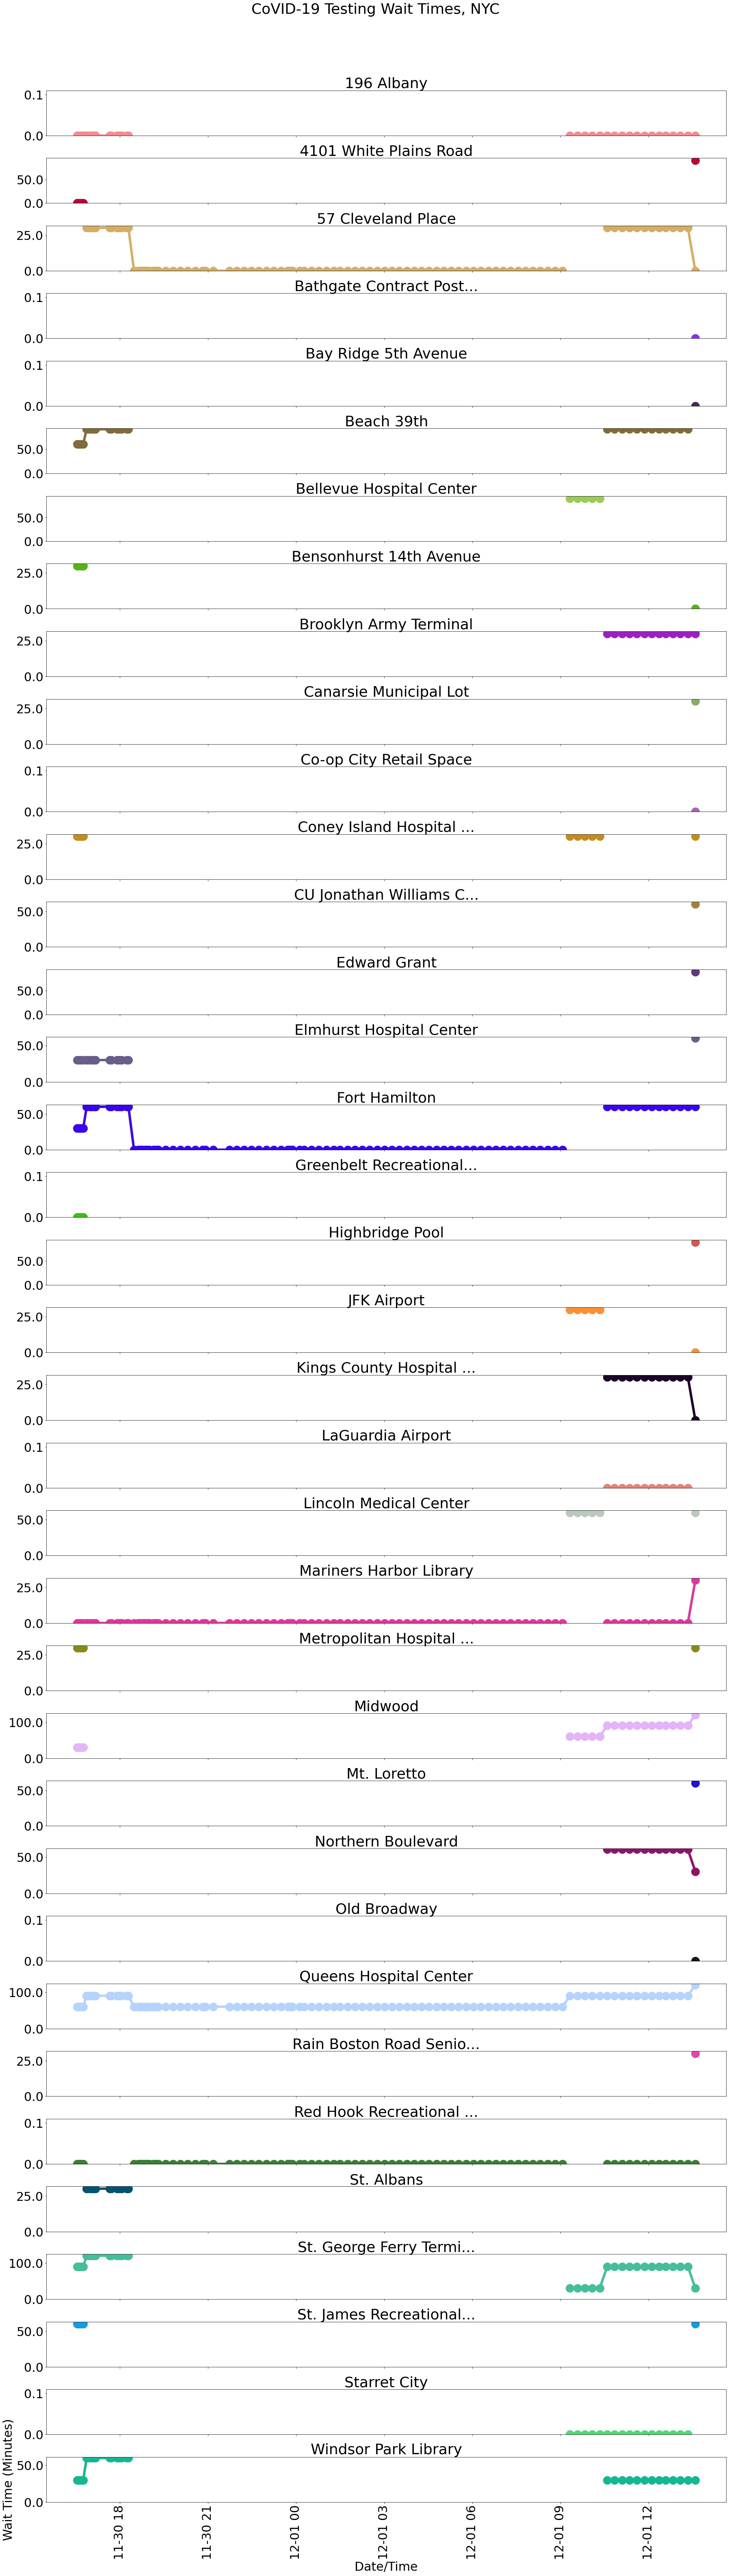 CoVID-19 Testing Wait Times, NYC
196 Albany
0.1
0.0
4101 White Plains Road
50.0
0.0
57 Cleveland Place
25.0
0.0
Bathgate Contract Post...
0.1
0.0
Bay Ridge 5th Avenue
0.1
0.0
Beach 39th
50.0
0.0
Bellevue Hospital Center
50.0
0.0
Bensonhurst 14th Avenue
25.0
0.0
Brooklyn Army Terminal
25.0
0.0
Canarsie Municipal Lot
25.0
0.0
Co-op City Retail Space
0.1
0.0
Coney Island Hospital ...
25.0
0.0
CU Jonathan Williams C...
50.0
0.0
Edward Grant
50.0
0.0
Elmhurst Hospital Center
50.0
0.0
Fort Hamilton
50.0
0.0
Greenbelt Recreational...
0.1
0.0
Highbridge Pool
50.0
0.0
JFK Airport
25.0
0.0
Kings County Hospital ...
25.0
0.0
LaGuardia Airport
0.1
0.0
Lincoln Medical Center
50.0
0.0
Mariners Harbor Library
25.0
0.0
Metropolitan Hospital ...
25.0
0.0
Midwood
100.0
0.0
Mt. Loretto
50.0
0.0
Northern Boulevard
50.0
0.0
Old Broadway
0.1
0.0
Queens Hospital Center
100.0
0.0
Rain Boston Road Senio...
25.0
0.0
Red Hook Recreational ...
0.1
0.0
St. Albans
25.0
0.0
St. George Ferry Termi...
100.0
0.0
St. James Recreational...
50.0
0.0
Starret City
0.1
0.0
Windsor Park Library
50.0
0.0
Wait Time (Minutes)
11-30 18
11-30 21
12-01 00
12-01 03
12-01 06
12-01 09
12-01 12
Date/Time